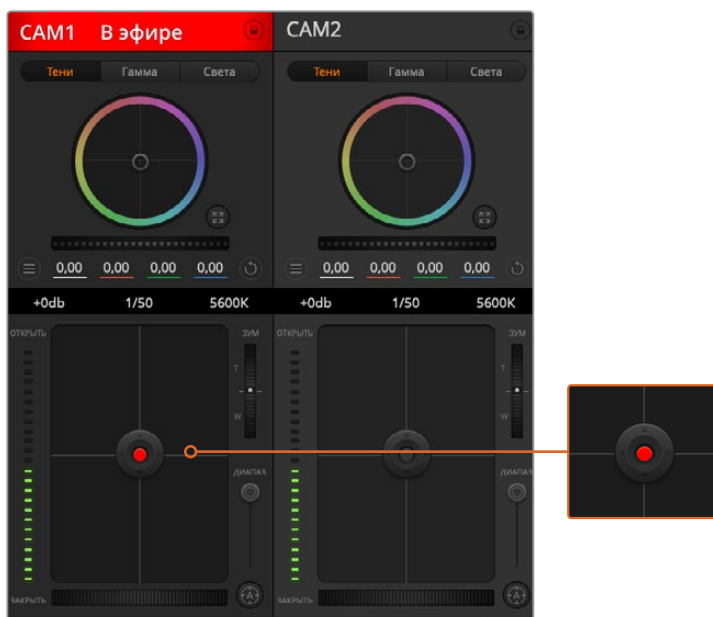 CAM1 В эфире CAM2
Тени Гамма Света Тени Гамма Света
0,00 0,00 0,00 0,00 0,00 0,00 0,00 0,00
+0db 1/50 5600K +0db 1/50 5600K
ОТКРЫТЬ ЗУМ ОТКРЫТЬ ЗУМ
T T
W W
ДИАПАЗ ДИАПАЗ
ЗАКРЫТЬ A ЗАКРЫТЬ A